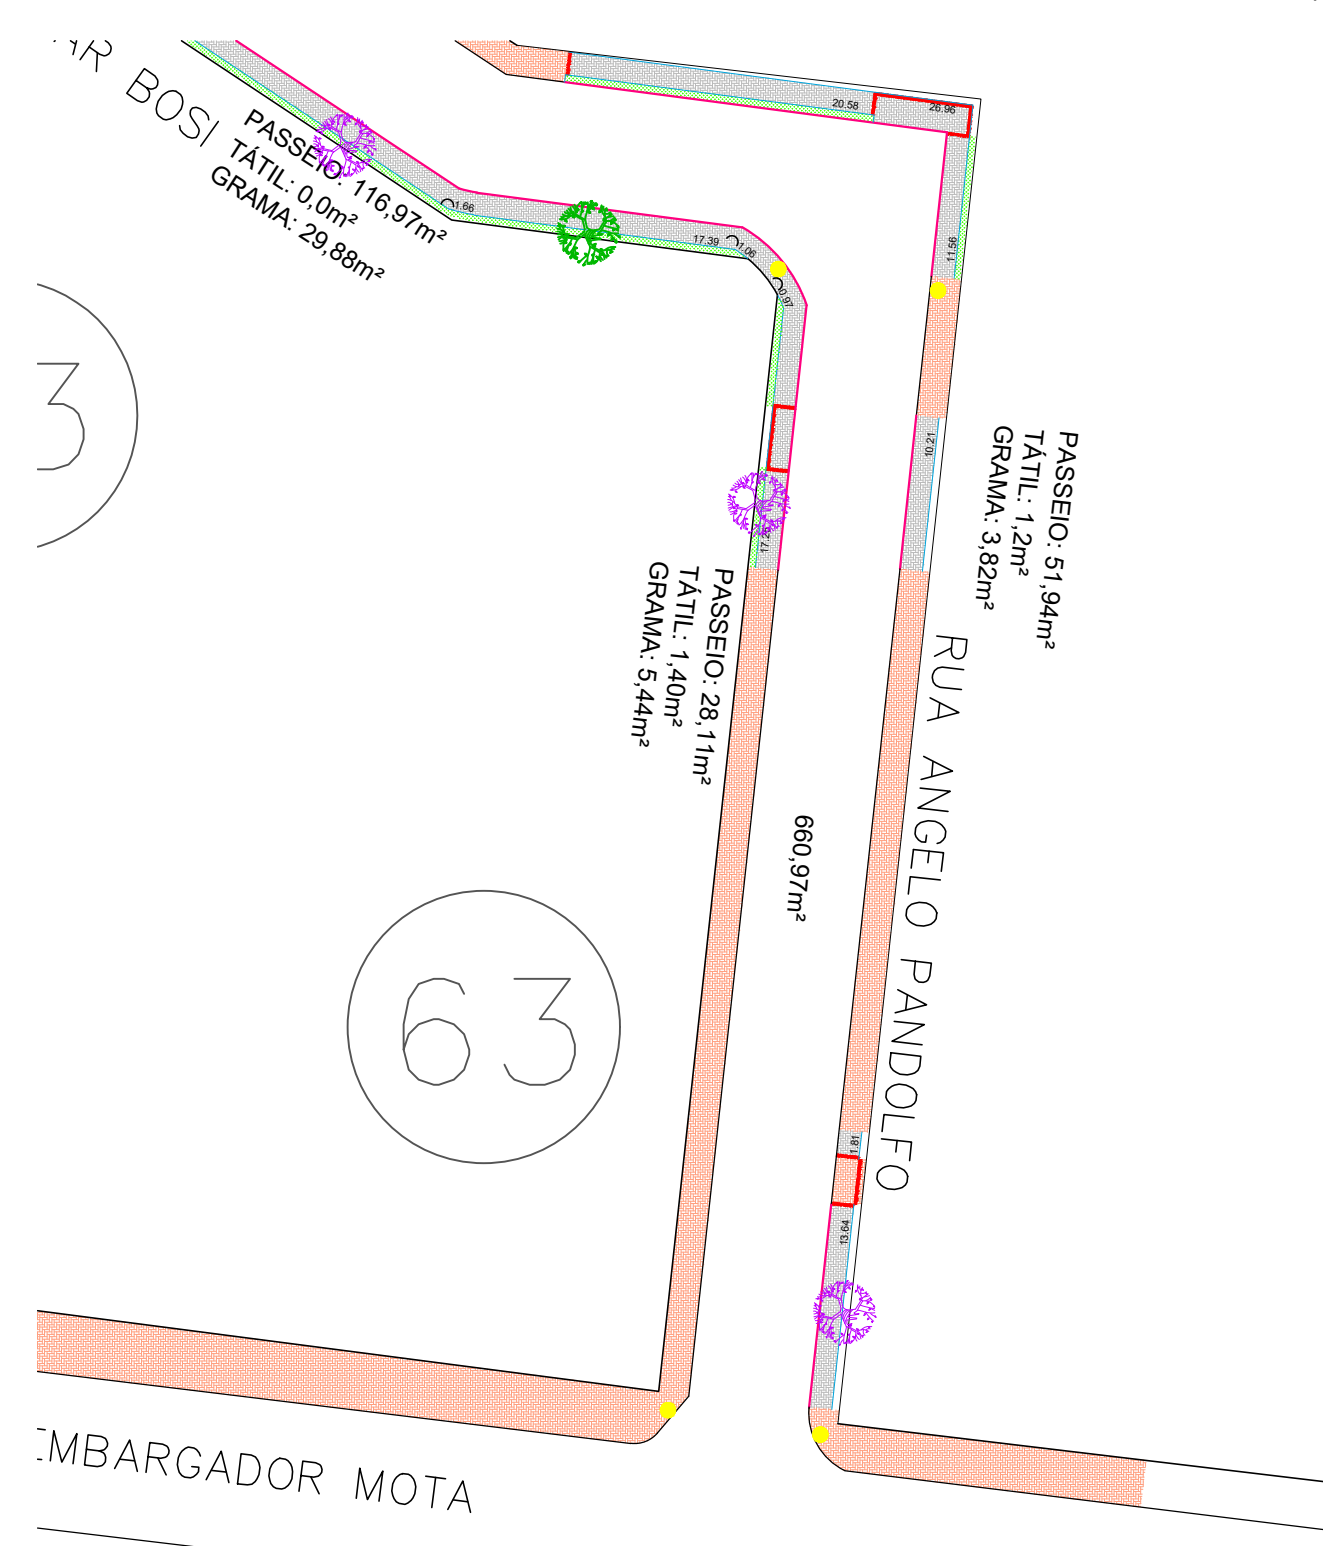 AR BOSI
PASSEIO: 116,97m²
TÁTIL: 0,0m²
GRAMA: 29,88m²
20.58
26.96
1.66
17.39
1.06
0.97
11.56
10.21
PASSEIO: 51,94m²
TÁTIL: 1,2m²
GRAMA: 3,82m²
3
PASSEIO: 28,11m²
TÁTIL: 1,40m²
GRAMA: 5,44m²
RUA ANGELO PANDOLFO
660,97m²
63
1.81
13.64
EMBARGADOR MOTA